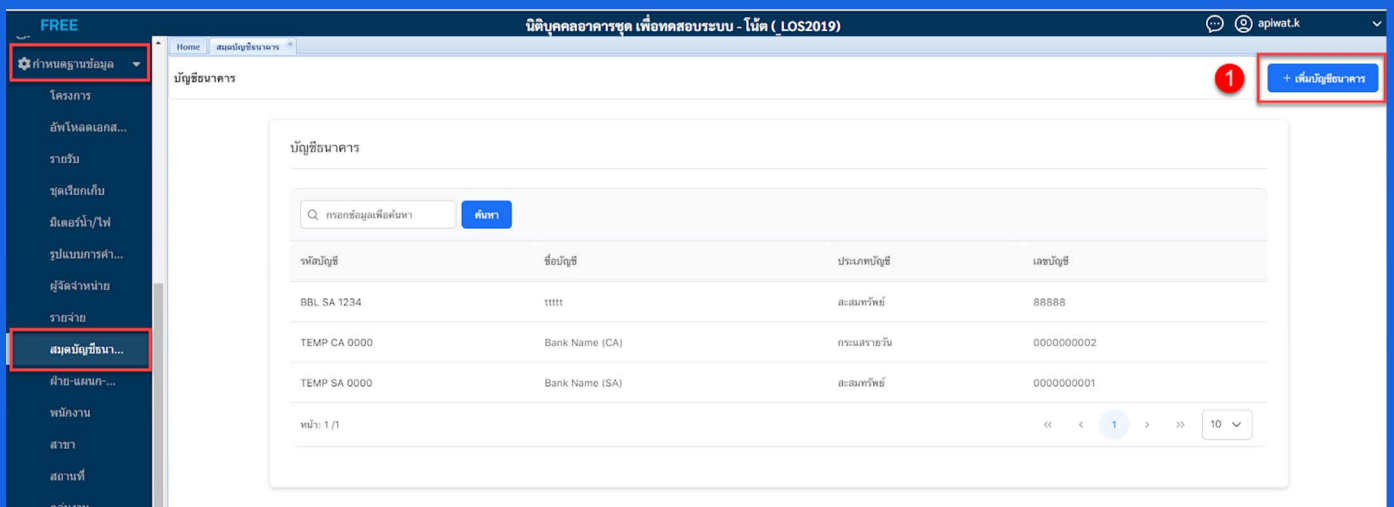 FREE
นิติบุคคลอาคารชุด เพื่อทดสอบระบบ - โน้ต (_LOS2019)
apiwat.k
Home
สมุดบัญชีธนาคาร
กำหนดฐานข้อมูล
โครงการ
อัพโหลดเอกส...
รายรับ
ชุดเรียกเก็บ
มิเตอร์น้ำ/ไฟ
รูปแบบการคำ...
ผู้จัดจำหน่าย
รายจ่าย
สมุดบัญชีธนา...
ฝ่าย-แผนก-...
พนักงาน
สาขา
สถานที่
บัญชีธนาคาร
1
+ เพิ่มบัญชีธนาคาร
บัญชีธนาคาร
กรอกข้อมูลเพื่อค้นหา
ค้นหา
รหัสบัญชี ชื่อบัญชี ประเภทบัญชี เลขบัญชี
BBL SA 1234 ttttt สะสมทรัพย์ 88888
TEMP CA 0000 Bank Name (CA) กระแสรายวัน 0000000002
TEMP SA 0000 Bank Name (SA) สะสมทรัพย์ 0000000001
หน้า: 1 /1
<< < 1 > >> 10